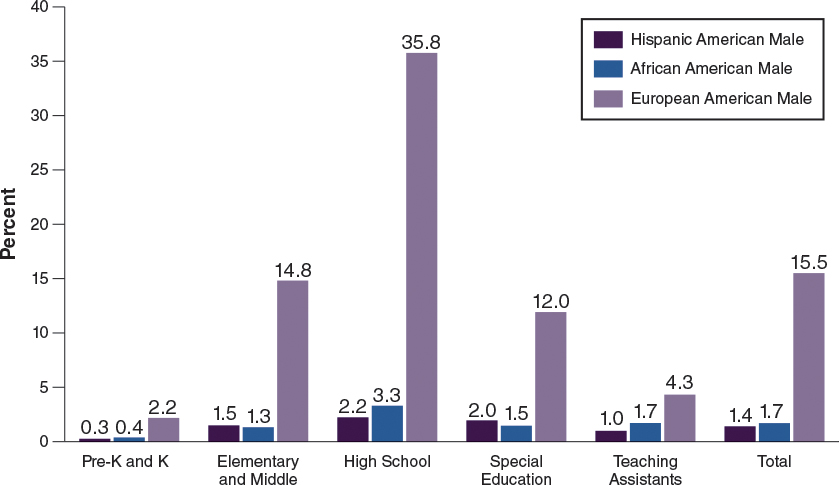 40
35
30
25
20
15
10
5
0
Percent
Hispanic American Male
African American Male
European American Male
0.3 0.4 2.2
1.5 1.3 14.8
2.2 3.3 35.8
2.0 1.5 12.0
1.0 1.7 4.3
1.4 1.7 15.5
Pre-K and K
Elementary
and Middle
High School
Special
Education
Teaching
Assistants
Total